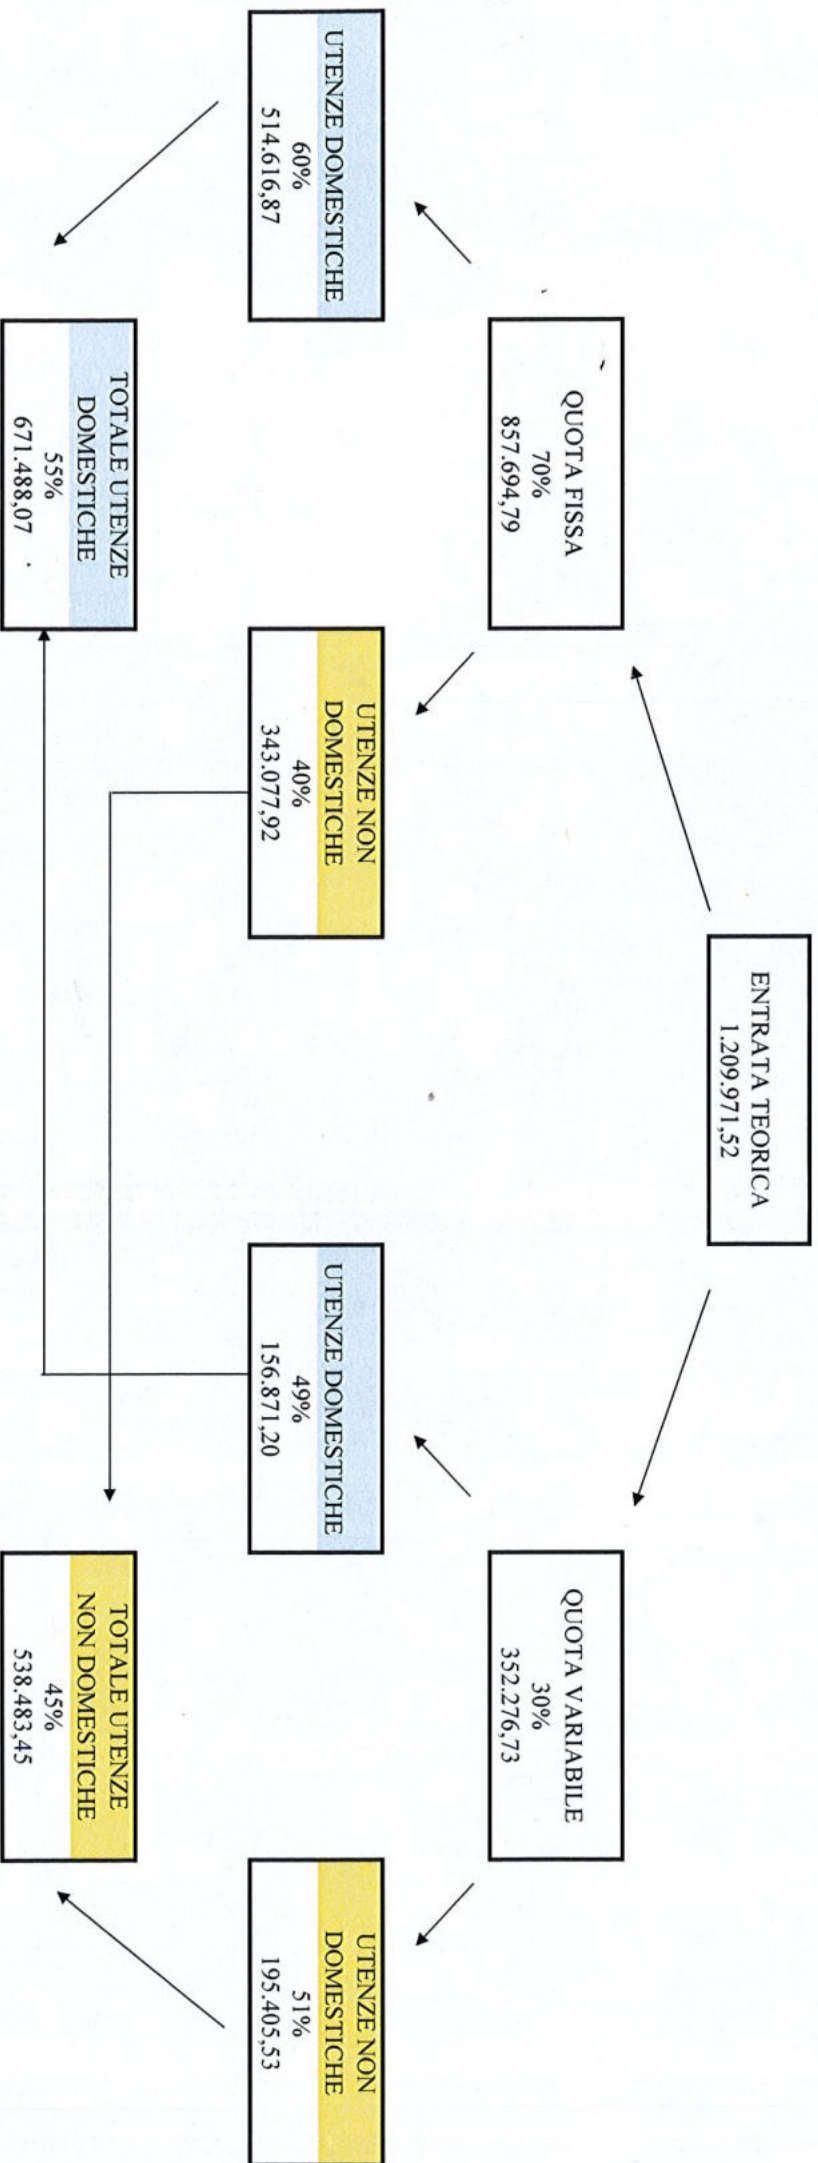 ENTRATA TEORICA
1.209.971,52
QUOTA FISSA
70%
857.694,79
QUOTA VARIABILE
30%
352.276,73
UTENZE DOMESTICHE
60%
514.616,87
UTENZE NON
DOMESTICHE
40%
343.077,92
UTENZE DOMESTICHE
49%
156.871,20
UTENZE NON
DOMESTICHE
51%
195.405,53
TOTALE UTENZE
DOMESTICHE
55%
671.488,07
TOTALE UTENZE
NON DOMESTICHE
45%
538.483,45